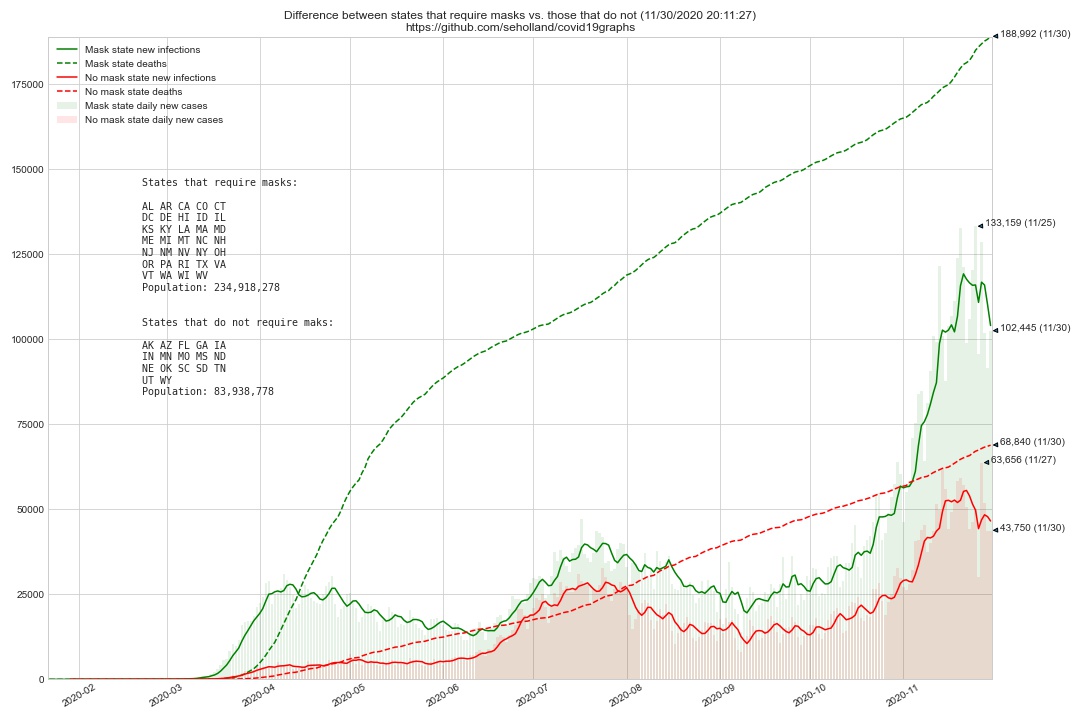 Difference between states that require masks vs. those that do not (11/30/2020 20:11:27)
https://github.com/seholland/covid19graphs
Mask state new infections
Mask state deaths
No mask state new infections
No mask state deaths
Mask state daily new cases
No mask state daily new cases
States that require masks:
AL AR CA CO CT
DC DE HI ID IL
KS KY LA MA MD
ME MI MT NC NH
NJ NM NV NY OH
OR PA RI TX VA
VT WA WI WV
Population: 234,918,278
States that do not require maks:
AK AZ FL GA IA
IN MN MO MS ND
NE OK SC SD TN
UT WY
Population: 83,938,778
188,992 (11/30)
133,159 (11/25)
102,445 (11/30)
68,840 (11/30)
63,656 (11/27)
43,750 (11/30)
175000
150000
125000
100000
75000
50000
25000
0
2020-02
2020-03
2020-04
2020-05
2020-06
2020-07
2020-08
2020-09
2020-10
2020-11